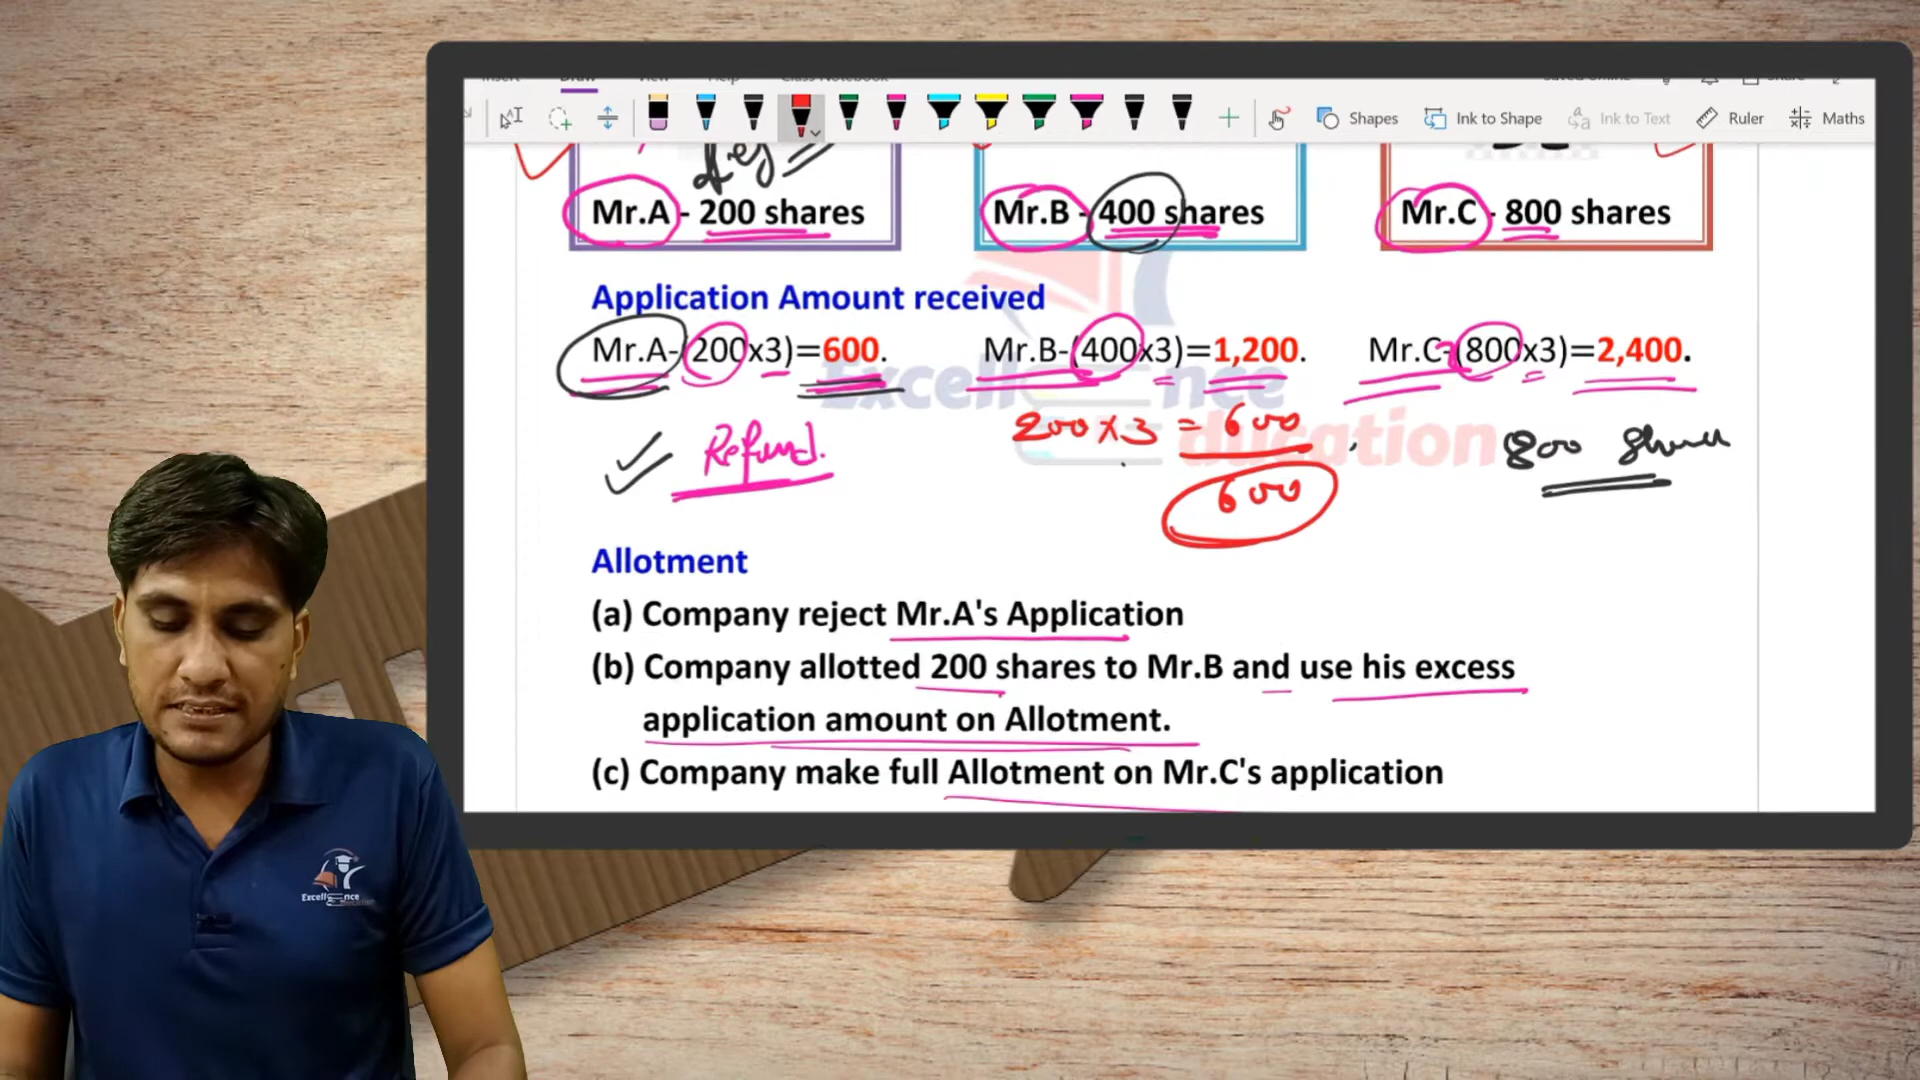 Draw
Shapes Ink to Shape Ink to Text Ruler Maths
Mr.A - 200 shares Mr.B - 400 shares Mr.C - 800 shares
Application Amount received
Mr.A-(200x3)=600. Mr.B-(400x3)=1,200. Mr.C-(800x3)=2,400.
Excellence
Education
Refund. 200 x 3 = 600
800 share
600
Allotment
(a) Company reject Mr.A's Application
(b) Company allotted 200 shares to Mr.B and use his excess
application amount on Allotment.
(c) Company make full Allotment on Mr.C's application